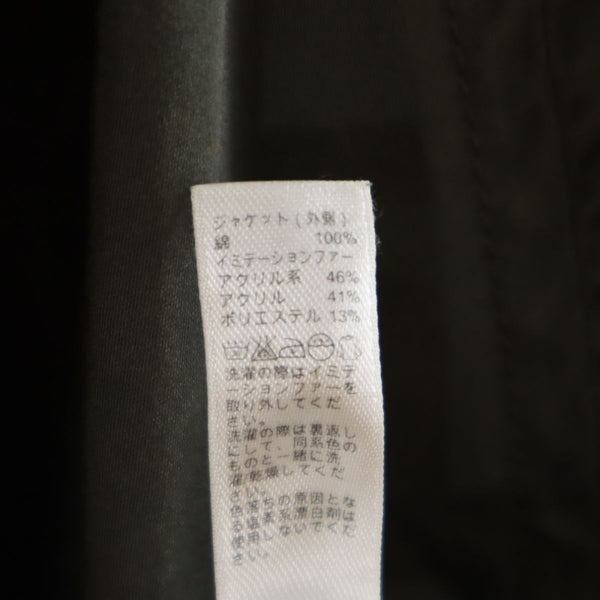 ジャケット(外側)
綿 100%
イミテーションファー
アクリル系 46%
アクリル 41%
ポリエステル 13%
洗濯の際はイミテ
ーションファーを
取り外してくだ
さい。
洗濯の際は裏返し
にして、同系色の
ものと一緒に洗
濯/乾燥してくだ
さい。
色落ちの原因とな
る塩素系漂白剤は
使用しないでくだ
さい。